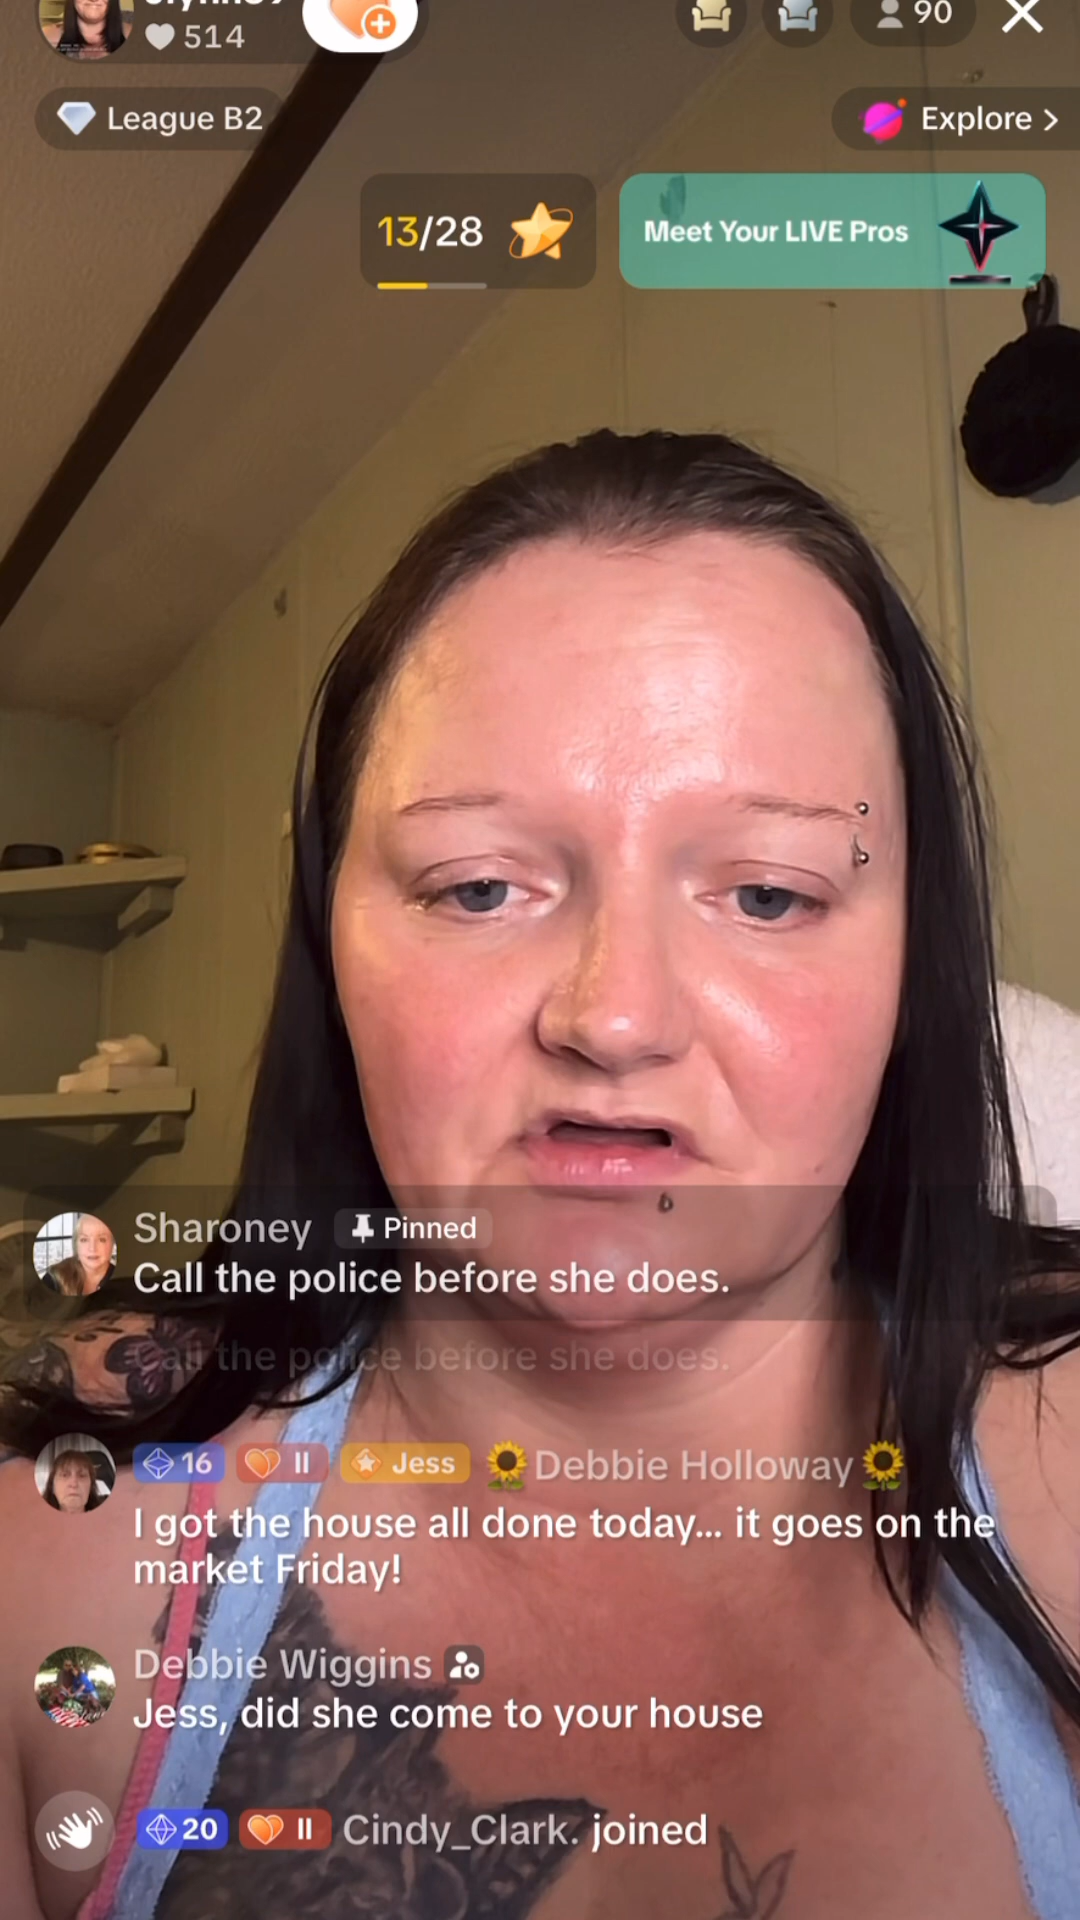 514
90
League B2
Explore >
13/28
Meet Your LIVE Pros
Sharoney Pinned
Call the police before she does.
Call the police before she does.
16 II Jess 🌻Debbie Holloway🌻
I got the house all done today... it goes on the
market Friday!
Debbie Wiggins
Jess, did she come to your house
20 II Cindy_Clark. joined